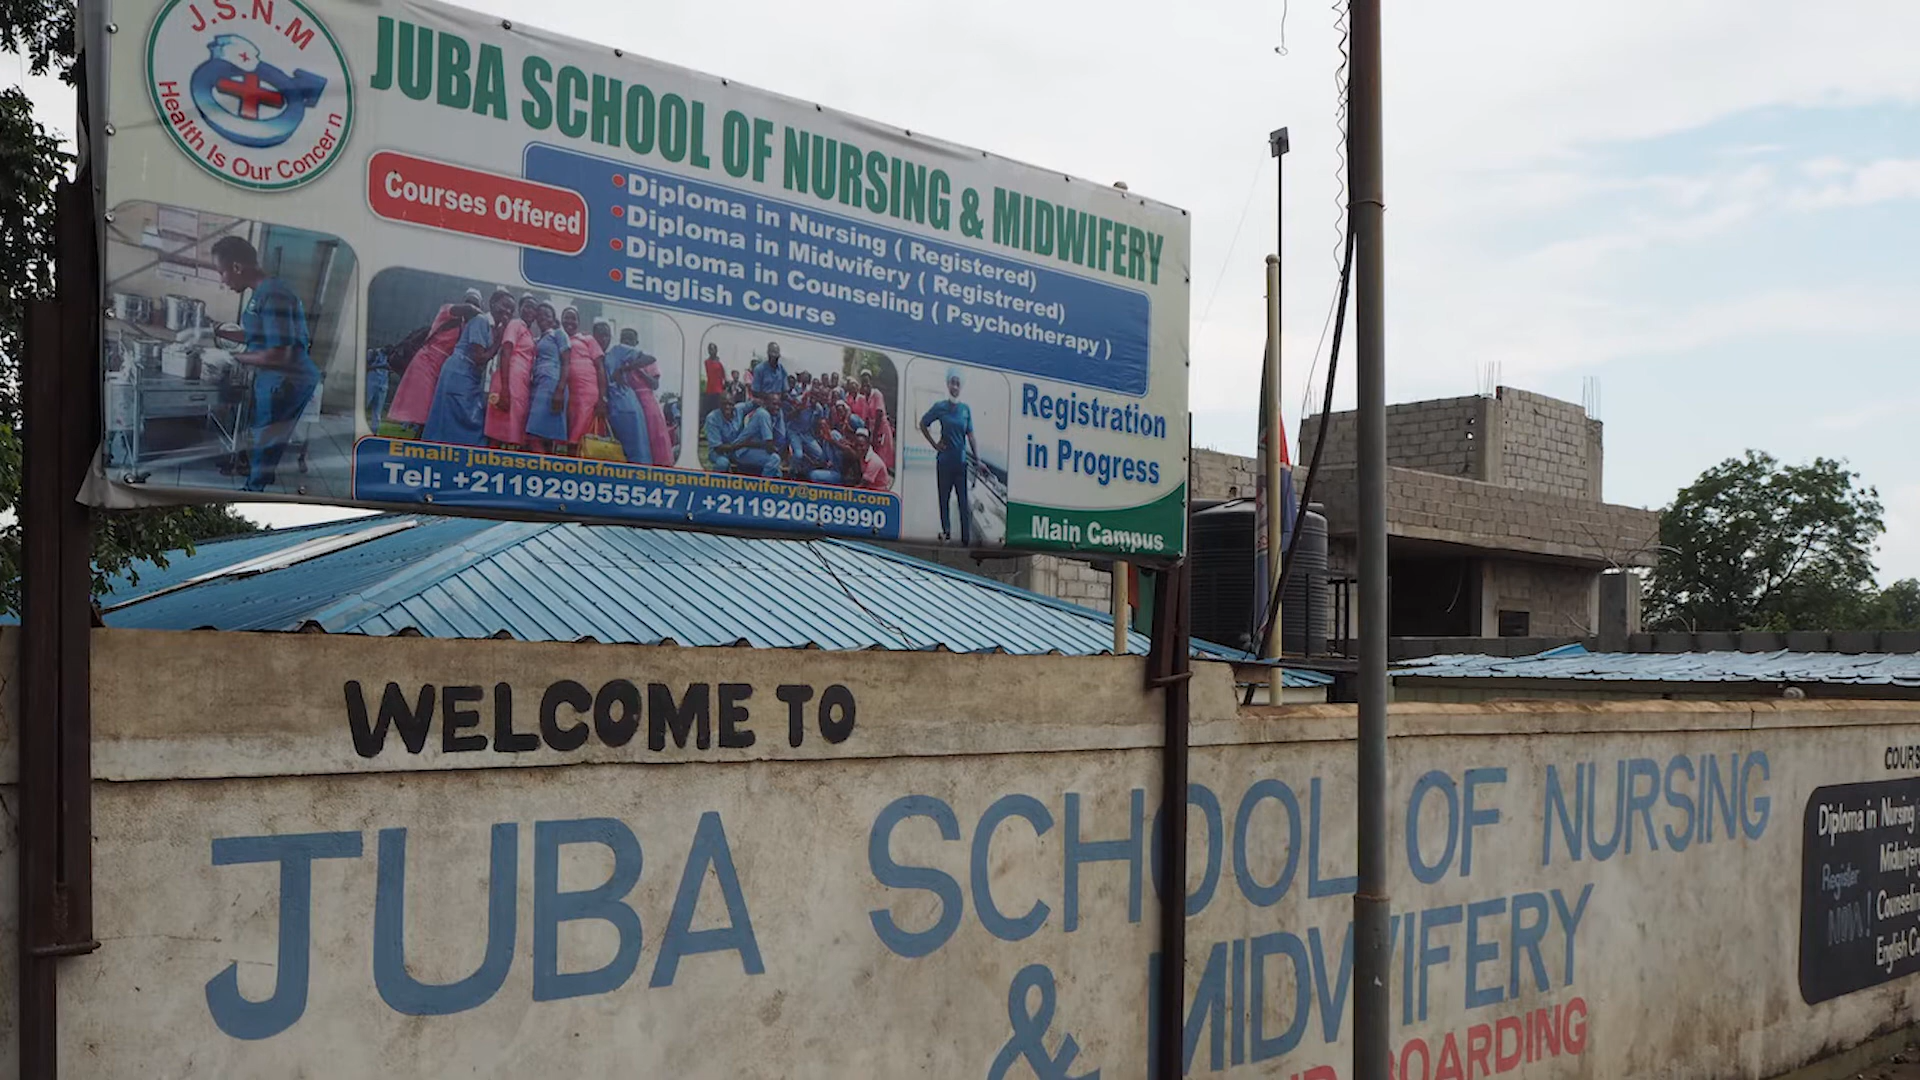 J.S.N.M
Health Is Our Concern
JUBA SCHOOL OF NURSING & MIDWIFERY
Courses Offered
•Diploma in Nursing ( Registered)
•Diploma in Midwifery ( Registrered)
•Diploma in Counseling ( Psychotherapy )
•English Course
Registration
in Progress
Email: jubaschoolofnursingandmidwifery@gmail.com
Tel: +211929955547 / +211920569990
Main Campus
WELCOME TO
JUBA SCHOOL OF NURSING
& MIDWIFERY
BOARDING
Diploma in Nursing
Register
NOW!
English